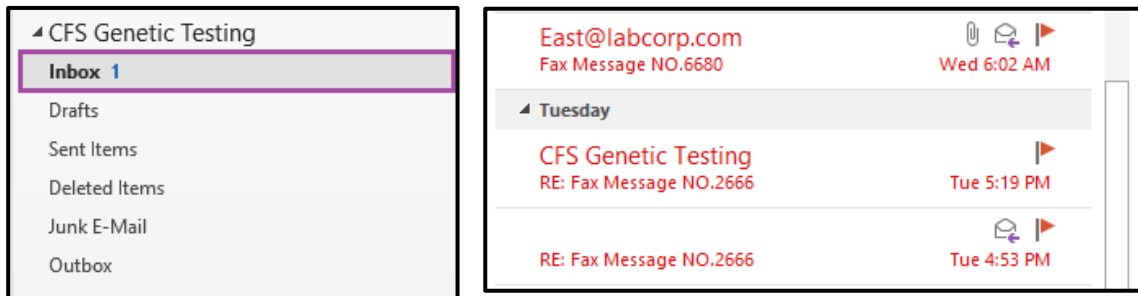 CFS Genetic Testing
Inbox 1
Drafts
Sent Items
Deleted Items
Junk E-Mail
Outbox
East@labcorp.com
Fax Message NO.6680 Wed 6:02 AM
Tuesday
CFS Genetic Testing
RE: Fax Message NO.2666 Tue 5:19 PM
RE: Fax Message NO.2666 Tue 4:53 PM